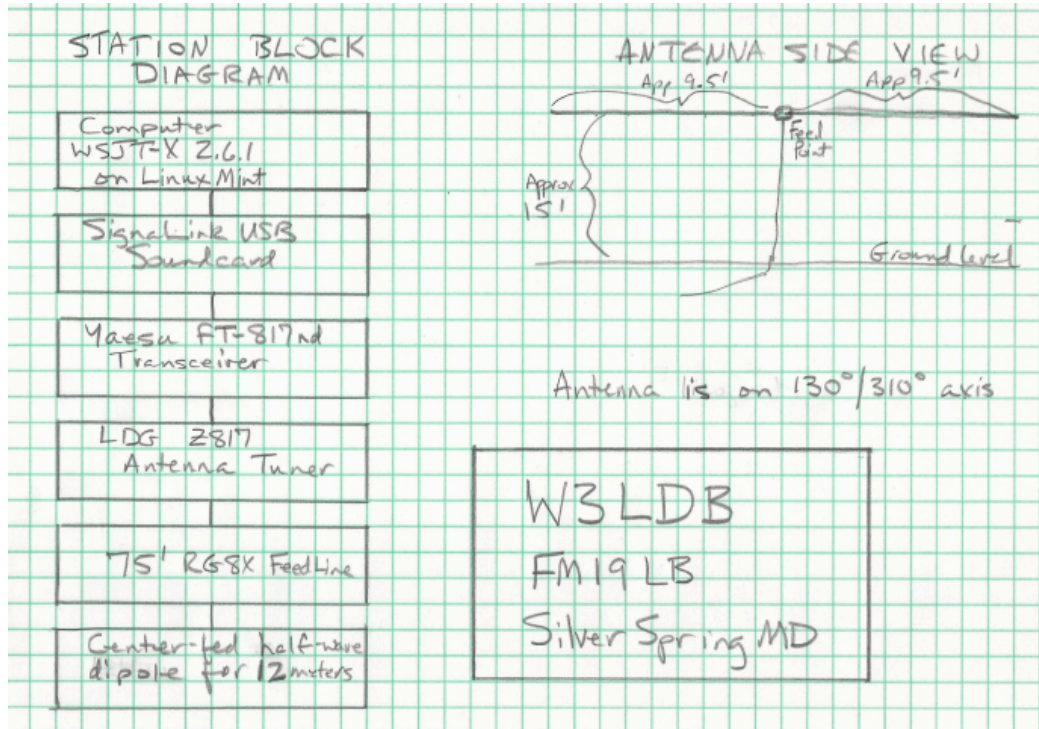 STATION BLOCK
DIAGRAM
Computer
WSJT-X 2.6.1
on Linux Mint
SignaLink USB
Soundcard
Yaesu FT-817nd
Transceiver
LDG Z817
Antenna Tuner
75' RG8X Feedline
Center-fed half-wave
dipole for 12 meters
ANTENNA SIDE VIEW
App 9.5' App 9.5'
Feed
Point
Approx
15'
Ground level
Antenna is on 130°/310° axis
W3LDB
FM19LB
Silver Spring MD